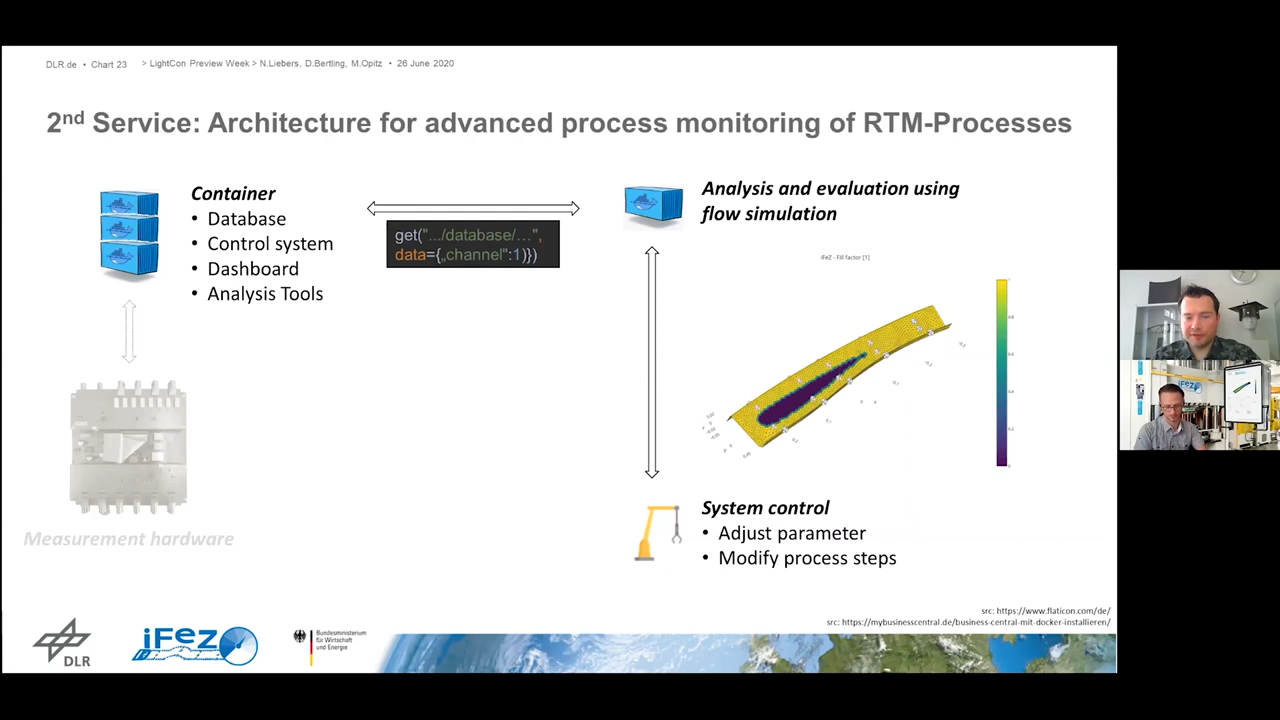 DLR.de • Chart 23 > LightCon Preview Week > N.Liebers, D.Bertling, M.Opitz • 26 June 2020
2nd Service: Architecture for advanced process monitoring of RTM-Processes
Container
• Database
• Control system
• Dashboard
• Analysis Tools
get(".../database/...",
data={„channel":1)})
Analysis and evaluation using
flow simulation
iFeZ - Fill factor [1]
Measurement hardware
System control
• Adjust parameter
• Modify process steps
src: https://www.flaticon.com/de/
src: https://mybusinesscentral.de/business-central-mit-docker-installieren/
DLR
iFeZ
Bundesministerium
für Wirtschaft
und Energie
iFeZ